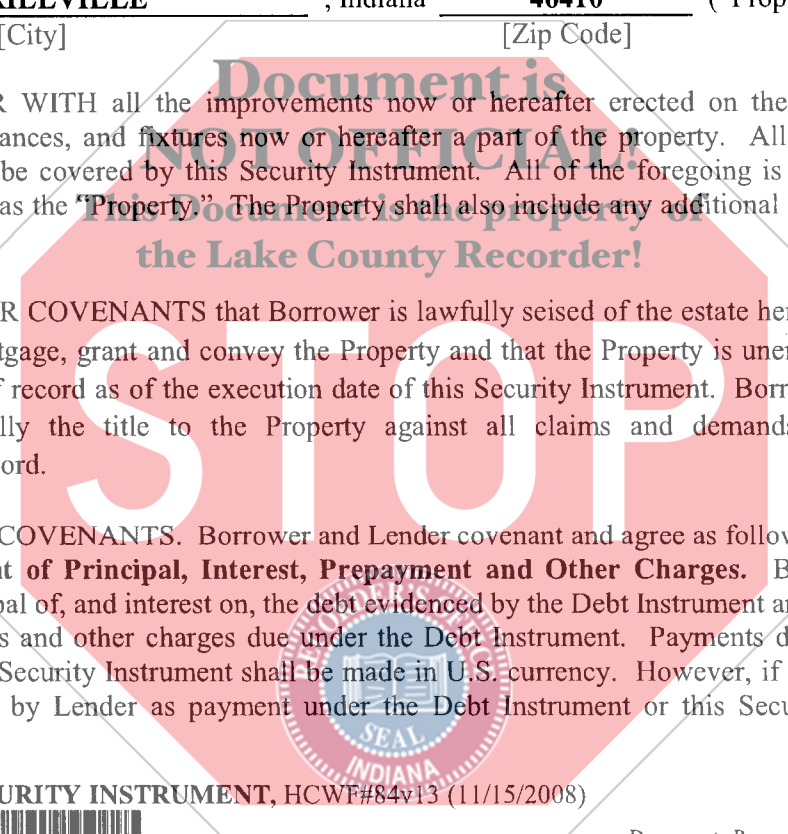 RILLVILLE , Indiana 46410 ("Prop
[City] [Zip Code]
Document is
R WITH all the improvements now or hereafter erected on the
ances, and fixtures now or hereafter a part of the property. All
NOT OFFICIAL!
be covered by this Security Instrument. All of the foregoing is
as the "Property." The Property shall also include any additional
This Document is the property of
the Lake County Recorder!
R COVENANTS that Borrower is lawfully seised of the estate her
tgage, grant and convey the Property and that the Property is unen
f record as of the execution date of this Security Instrument. Borr
lly the title to the Property against all claims and demands
ord.
STOP
COVENANTS. Borrower and Lender covenant and agree as follow
t of Principal, Interest, Prepayment and Other Charges. B
pal of, and interest on, the debt evidenced by the Debt Instrument an
s and other charges due under the Debt Instrument. Payments d
Security Instrument shall be made in U.S. currency. However, if
by Lender as payment under the Debt Instrument or this Secu
RECORDER'S OFFICE
SEAL
INDIANA
URITY INSTRUMENT, HCWF#84v13 (11/15/2008)